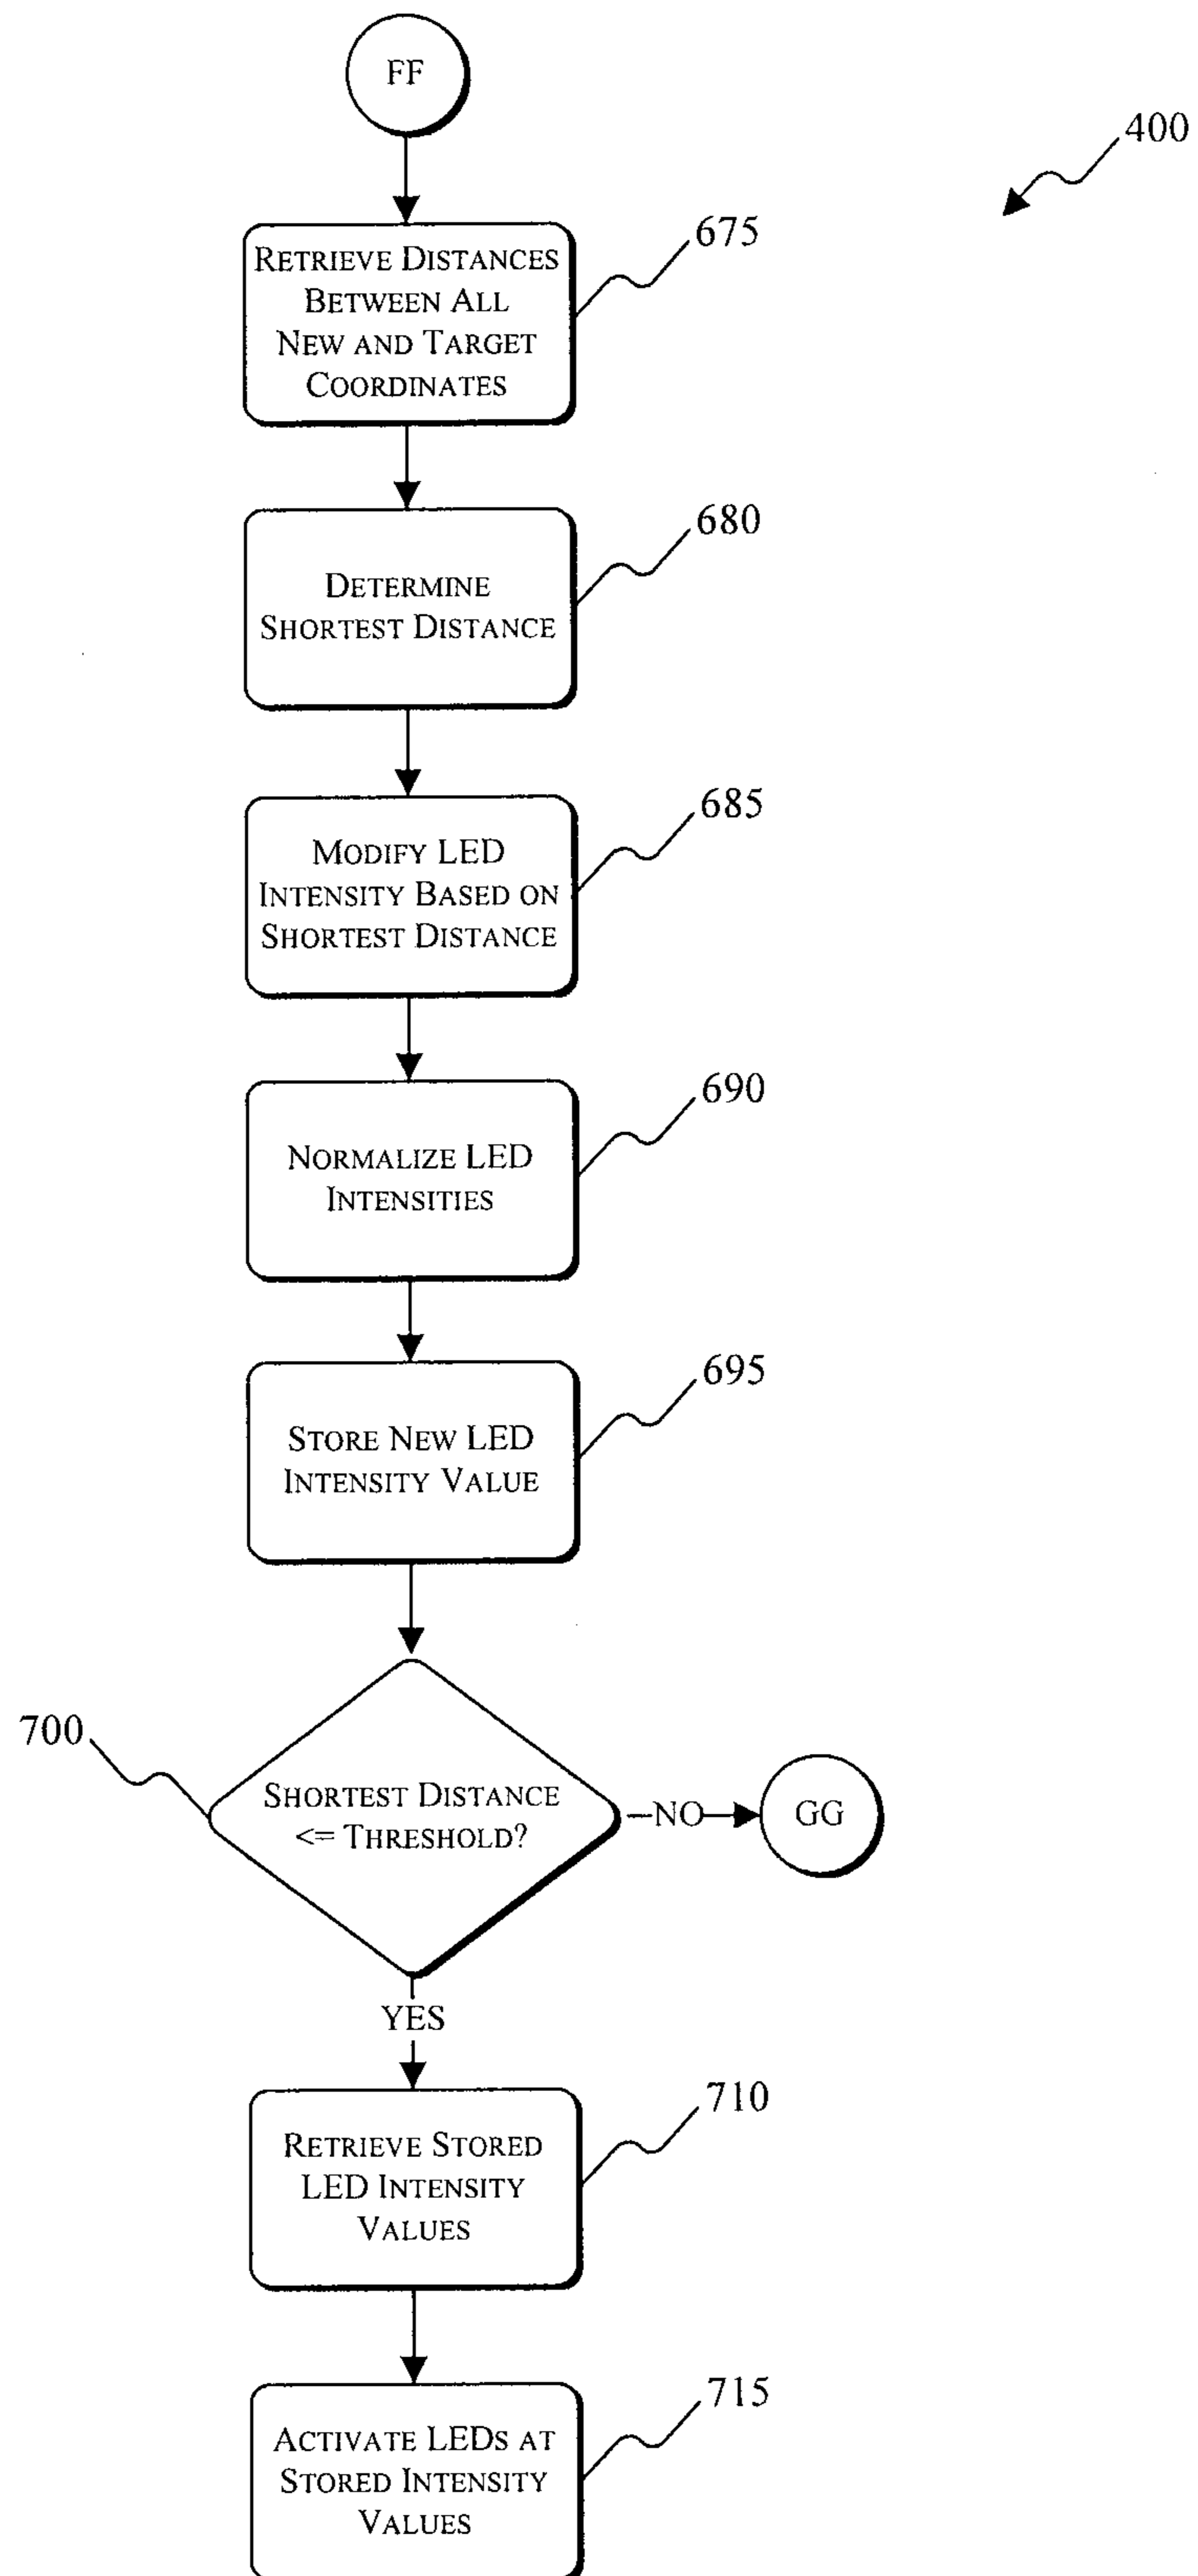 FF
400
675
RETRIEVE DISTANCES
BETWEEN ALL
NEW AND TARGET
COORDINATES
680
DETERMINE
SHORTEST DISTANCE
685
MODIFY LED
INTENSITY BASED ON
SHORTEST DISTANCE
690
NORMALIZE LED
INTENSITIES
695
STORE NEW LED
INTENSITY VALUE
700
SHORTEST DISTANCE
<= THRESHOLD?
NO
GG
YES
710
RETRIEVE STORED
LED INTENSITY
VALUES
715
ACTIVATE LEDS AT
STORED INTENSITY
VALUES